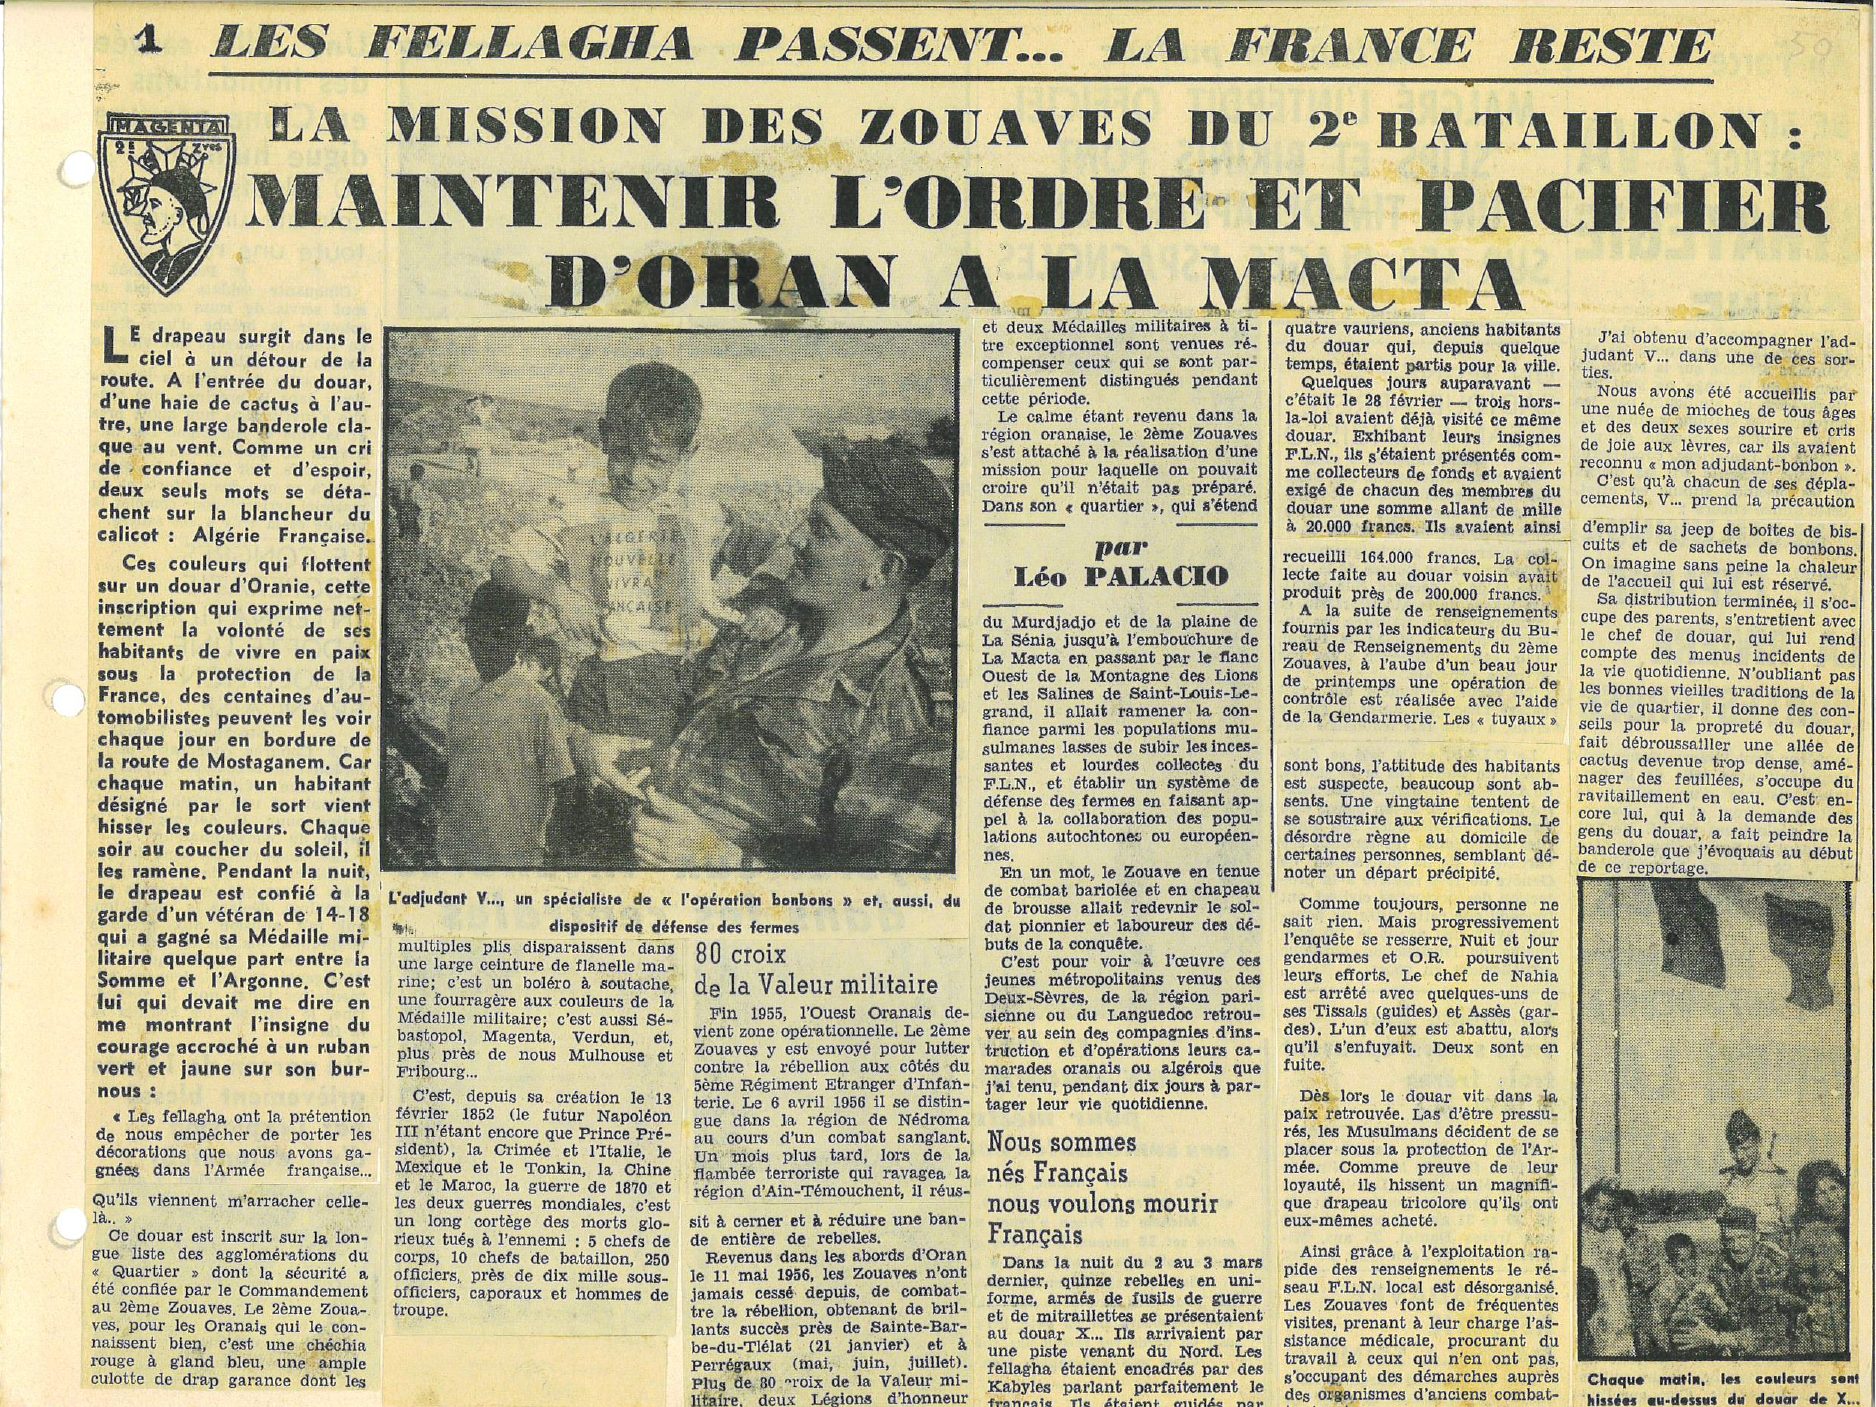 1 LES FELLAGHA PASSENT... LA FRANCE RESTE
MAGENTA
2E ZVES
LA MISSION DES ZOUAVES DU 2e BATAILLON :
MAINTENIR L'ORDRE ET PACIFIER
D'ORAN A LA MACTA
50
LE drapeau surgit dans le
ciel à un détour de la
route. A l'entrée du douar,
d'une haie de cactus à l'au-
tre, une large banderole cla-
que au vent. Comme un cri
de confiance et d'espoir,
deux seuls mots se déta-
chent sur la blancheur du
calicot : Algérie Française.
Ces couleurs qui flottent
sur un douar d'Oranie, cette
inscription qui exprime net-
tement la volonté de ses
habitants de vivre en paix
sous la protection de la
France, des centaines d'au-
tomobilistes peuvent les voir
chaque jour en bordure de
la route de Mostaganem. Car
chaque matin, un habitant
désigné par le sort vient
hisser les couleurs. Chaque
soir au coucher du soleil, il
les ramène. Pendant la nuit,
le drapeau est confié à la
garde d'un vétéran de 14-18
qui a gagné sa Médaille mi-
litaire quelque part entre la
Somme et l'Argonne. C'est
lui qui devait me dire en
me montrant l'insigne du
courage accroché à un ruban
vert et jaune sur son bur-
nous :
« Les fellagha ont la prétention
de nous empêcher de porter les
décorations que nous avons ga-
gnées dans l'Armée française...
Qu'ils viennent m'arracher celle-
là.. »
Ce douar est inscrit sur la lon-
gue liste des agglomérations du
« Quartier » dont la sécurité a
été confiée par le Commandement
au 2ème Zouaves. Le 2ème Zoua-
ves, pour les Oranais qui le con-
naissent bien, c'est une chéchia
rouge à gland bleu, une ample
culotte de drap garance dont les
L'ALGERIE
NOUVELLE
VIVRA
FRANCAISE
L'adjudant V..., un spécialiste de « l'opération bonbons » et, aussi, du
dispositif de défense des fermes
multiples plis disparaissent dans
une large ceinture de flanelle ma-
rine; c'est un boléro à soutache,
une fourragère aux couleurs de la
Médaille militaire; c'est aussi Sé-
bastopol, Magenta, Verdun, et,
plus près de nous Mulhouse et
Fribourg...
C'est, depuis sa création le 13
février 1852 (le futur Napoléon
III n'étant encore que Prince Pré-
sident), la Crimée et l'Italie, le
Mexique et le Tonkin, la Chine
et le Maroc, la guerre de 1870 et
les deux guerres mondiales, c'est
un long cortège des morts glo-
rieux tués à l'ennemi : 5 chefs de
corps, 10 chefs de bataillon, 250
officiers, près de dix mille sous-
officiers, caporaux et hommes de
troupe.
80 croix
de la Valeur militaire
Fin 1955, l'Ouest Oranais de-
vient zone opérationnelle. Le 2ème
Zouaves y est envoyé pour lutter
contre la rébellion aux côtés du
5ème Régiment Etranger d'Infan-
terie. Le 6 avril 1956 il se distin-
gue dans la région de Nédroma
au cours d'un combat sanglant.
Un mois plus tard, lors de la
flambée terroriste qui ravagea la
région d'Ain-Témouchent, il réus-
sit à cerner et à réduire une ban-
de entière de rebelles.
Revenus dans les abords d'Oran
le 11 mai 1956, les Zouaves n'ont
jamais cessé depuis, de combat-
tre la rébellion, obtenant de bril-
lants succès près de Sainte-Bar-
be-du-Tlélat (21 janvier) et à
Perrégaux (mai, juin, juillet).
Plus de 80 croix de la Valeur mi-
litaire, deux Légions d'honneur
et deux Médailles militaires à ti-
tre exceptionnel sont venues ré-
compenser ceux qui se sont par-
ticulièrement distingués pendant
cette période.
Le calme étant revenu dans la
région oranaise, le 2ème Zouaves
s'est attaché à la réalisation d'une
mission pour laquelle on pouvait
croire qu'il n'était pas préparé.
Dans son « quartier », qui s'étend
par
Léo PALACIO
du Murdjadjo et de la plaine de
La Sénia jusqu'à l'embouchure de
La Macta en passant par le flanc
Ouest de la Montagne des Lions
et les Salines de Saint-Louis-Le-
grand, il allait ramener la con-
fiance parmi les populations mu-
sulmanes lasses de subir les inces-
santes et lourdes collectes du
F.L.N., et établir un système de
défense des fermes en faisant ap-
pel à la collaboration des popu-
lations autochtones ou européen-
nes.
En un mot, le Zouave en tenue
de combat bariolée et en chapeau
de brousse allait redevnir le sol-
dat pionnier et laboureur des dé-
buts de la conquête.
C'est pour voir à l'œuvre ces
jeunes métropolitains venus des
Deux-Sèvres, de la région pari-
sienne ou du Languedoc retrou-
ver au sein des compagnies d'ins-
truction et d'opérations leurs ca-
marades oranais ou algérois que
j'ai tenu, pendant dix jours à par-
tager leur vie quotidienne.
Nous sommes
nés Français
nous voulons mourir
Français
Dans la nuit du 2 au 3 mars
dernier, quinze rebelles en uni-
forme, armés de fusils de guerre
et de mitraillettes se présentaient
au douar X... Ils arrivaient par
une piste venant du Nord. Les
fellagha étaient encadrés par des
Kabyles parlant parfaitement le
français. Ils étaient guidés par
quatre vauriens, anciens habitants
du douar qui, depuis quelque
temps, étaient partis pour la ville.
Quelques jours auparavant —
c'était le 28 février — trois hors-
la-loi avaient déjà visité ce même
douar. Exhibant leurs insignes
F.L.N., ils s'étaient présentés com-
me collecteurs de fonds et avaient
exigé de chacun des membres du
douar une somme allant de mille
à 20.000 francs. Ils avaient ainsi
recueilli 164.000 francs. La col-
lecte faite au douar voisin avait
produit près de 200.000 francs.
A la suite de renseignements
fournis par les indicateurs du Bu-
reau de Renseignements du 2ème
Zouaves, à l'aube d'un beau jour
de printemps une opération de
contrôle est réalisée avec l'aide
de la Gendarmerie. Les « tuyaux »
sont bons, l'attitude des habitants
est suspecte, beaucoup sont ab-
sents. Une vingtaine tentent de
se soustraire aux vérifications. Le
désordre règne au domicile de
certaines personnes, semblant dé-
noter un départ précipité.
Comme toujours, personne ne
sait rien. Mais progressivement
l'enquête se resserre. Nuit et jour
gendarmes et O.R. poursuivent
leurs efforts. Le chef de Nahia
est arrêté avec quelques-uns de
ses Tissals (guides) et Assès (gar-
des). L'un d'eux est abattu, alors
qu'il s'enfuyait. Deux sont en
fuite.
Dès lors le douar vit dans la
paix retrouvée. Las d'être pressu-
rés, les Musulmans décident de se
placer sous la protection de l'Ar-
mée. Comme preuve de leur
loyauté, ils hissent un magnifi-
que drapeau tricolore qu'ils ont
eux-mêmes acheté.
Ainsi grâce à l'exploitation ra-
pide des renseignements le ré-
seau F.L.N. local est désorganisé.
Les Zouaves font de fréquentes
visites, prenant à leur charge l'as-
sistance médicale, procurant du
travail à ceux qui n'en ont pas,
s'occupant des démarches auprès
des organismes d'anciens combat-
J'ai obtenu d'accompagner l'ad-
judant V... dans une de ces sor-
ties.
Nous avons été accueillis par
une nuée de mioches de tous âges
et des deux sexes sourire et cris
de joie aux lèvres, car ils avaient
reconnu « mon adjudant-bonbon ».
C'est qu'à chacun de ses dépla-
cements, V... prend la précaution
d'emplir sa jeep de boites de bis-
cuits et de sachets de bonbons.
On imagine sans peine la chaleur
de l'accueil qui lui est réservé.
Sa distribution terminée, il s'oc-
cupe des parents, s'entretient avec
le chef de douar, qui lui rend
compte des menus incidents de
la vie quotidienne. N'oubliant pas
les bonnes vieilles traditions de la
vie de quartier, il donne des con-
seils pour la propreté du douar,
fait débroussailler une allée de
cactus devenue trop dense, amé-
nager des feuillées, s'occupe du
ravitaillement en eau. C'est en-
core lui, qui à la demande des
gens du douar, a fait peindre la
banderole que j'évoquais au début
de ce reportage.
Chaque matin, les couleurs sont
hissées au-dessus du douar de X...